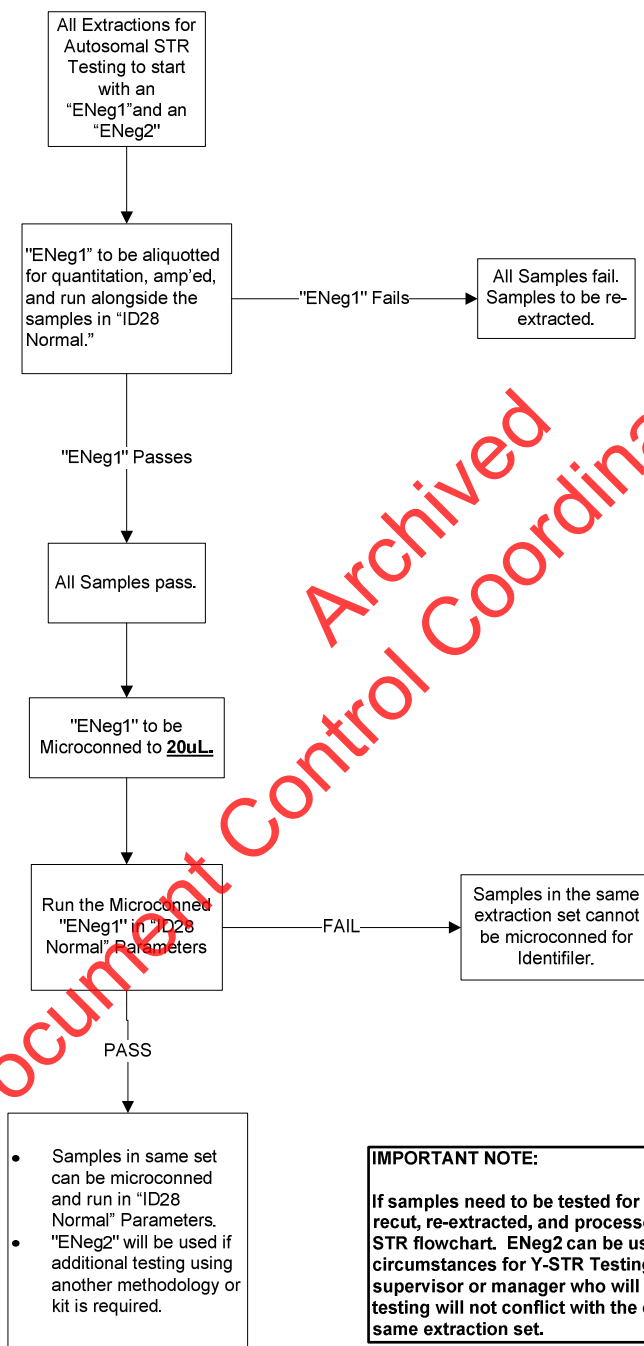 All Extractions for
Autosomal STR
Testing to start
with an
“ENeg1”and an
“ENeg2”
"ENeg1” to be aliquotted
for quantitation, amp’ed,
and run alongside the
samples in “ID28
Normal.”
"ENeg1” Fails
All Samples fail.
Samples to be re-
extracted.
"ENeg1” Passes
All Samples pass.
"ENeg1” to be
Microconned to 20uL.
Run the Microconned
"ENeg1” in “ID28
Normal” Parameters
FAIL
Samples in the same
extraction set cannot
be microconned for
Identifiler.
PASS
• Samples in same set
can be microconned
and run in “ID28
Normal” Parameters.
• "ENeg2” will be used if
additional testing using
another methodology or
kit is required.
IMPORTANT NOTE:
If samples need to be tested for
recut, re-extracted, and
STR flowchart. ENeg2 can be
circumstances for Y-STR
supervisor or manager who will
testing will not conflict with the
same extraction set.
Archived
Control